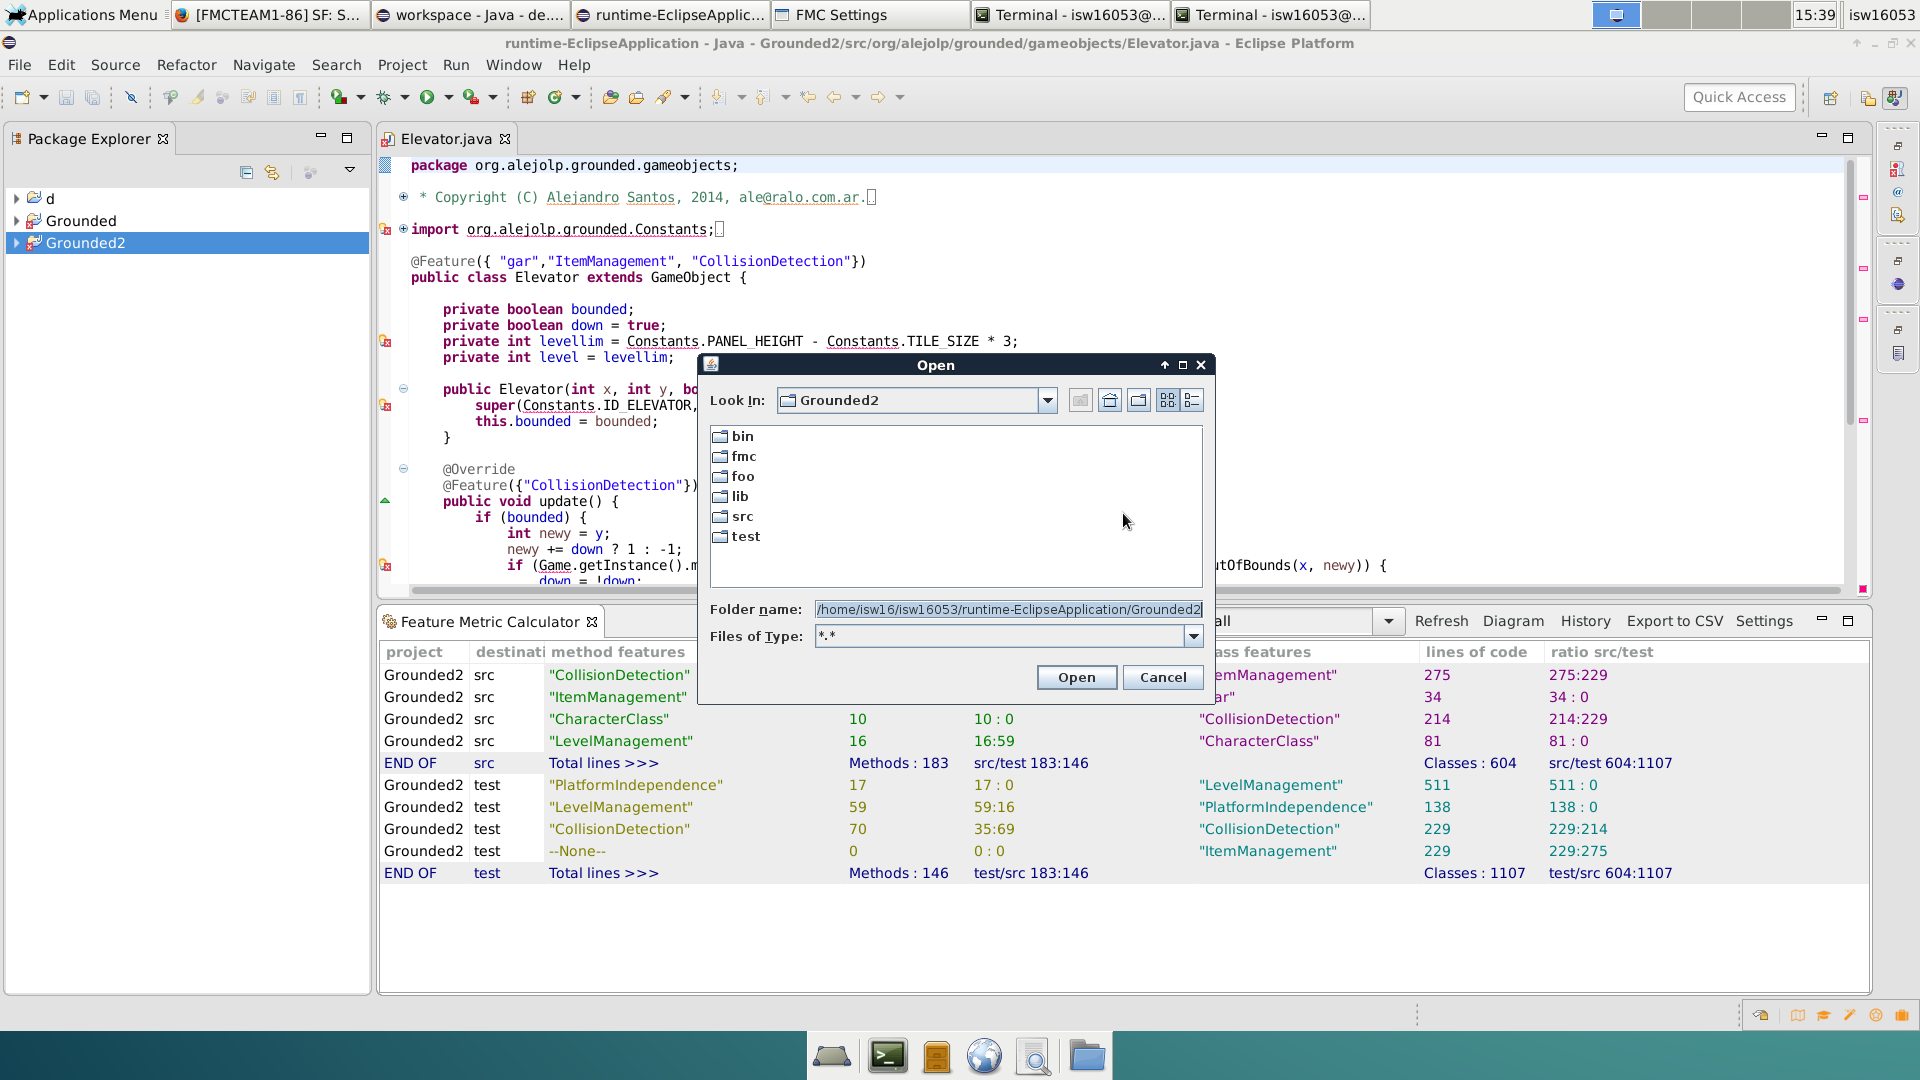 Applications Menu
[FMCTEAM1-86] SF: S...
workspace - Java - de....
runtime-EclipseApplic...
FMC Settings
Terminal - isw16053@...
Terminal - isw16053@...
15:39
isw16053
runtime-EclipseApplication - Java - Grounded2/src/org/alejolp/grounded/gameobjects/Elevator.java - Eclipse Platform
File Edit Source Refactor Navigate Search Project Run Window Help
Quick Access
Package Explorer
d
Grounded
Grounded2
Elevator.java
package org.alejolp.grounded.gameobjects;
* Copyright (C) Alejandro Santos, 2014, ale@ralo.com.ar.
import org.alejolp.grounded.Constants;
@Feature({ "gar","ItemManagement", "CollisionDetection"})
public class Elevator extends GameObject {
private boolean bounded;
private boolean down = true;
private int levellim = Constants.PANEL_HEIGHT - Constants.TILE_SIZE * 3;
private int level = levellim;
public Elevator(int x, int y, bo
super(Constants.ID_ELEVATOR,
this.bounded = bounded;
}
@Override
@Feature({"CollisionDetection"})
public void update() {
if (bounded) {
int newy = y;
newy += down ? 1 : -1;
if (Game.getInstance().m
utOfBounds(x, newy)) {
down = !down;
Open
Look In: Grounded2
bin
fmc
foo
lib
src
test
Folder name: /home/isw16/isw16053/runtime-EclipseApplication/Grounded2
Files of Type: *.*
Open Cancel
Feature Metric Calculator
all Refresh Diagram History Export to CSV Settings
project destinati method features ass features lines of code ratio src/test
Grounded2 src "CollisionDetection" emManagement" 275 275:229
Grounded2 src "ItemManagement" ar" 34 34 : 0
Grounded2 src "CharacterClass" 10 10 : 0 "CollisionDetection" 214 214:229
Grounded2 src "LevelManagement" 16 16:59 "CharacterClass" 81 81 : 0
END OF src Total lines >>> Methods : 183 src/test 183:146 Classes : 604 src/test 604:1107
Grounded2 test "PlatformIndependence" 17 17 : 0 "LevelManagement" 511 511 : 0
Grounded2 test "LevelManagement" 59 59:16 "PlatformIndependence" 138 138 : 0
Grounded2 test "CollisionDetection" 70 35:69 "CollisionDetection" 229 229:214
Grounded2 test --None-- 0 0 : 0 "ItemManagement" 229 229:275
END OF test Total lines >>> Methods : 146 test/src 183:146 Classes : 1107 test/src 604:1107